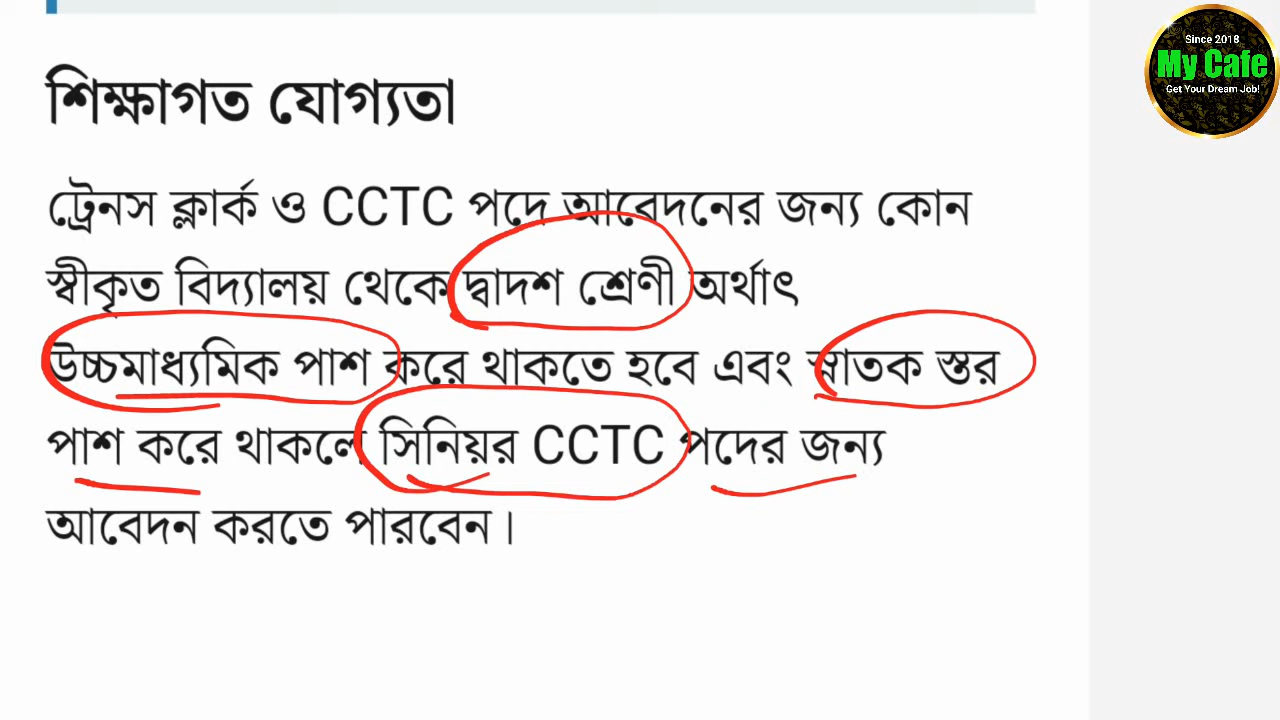 Since 2018
My Cafe
Get Your Dream Job!
শিক্ষাগত যোগ্যতা
ট্রেনস ক্লার্ক ও CCTC পদে আবেদনের জন্য কোন
স্বীকৃত বিদ্যালয় থেকে দ্বাদশ শ্রেণী অর্থাৎ
উচ্চমাধ্যমিক পাশ করে থাকতে হবে এবং স্নাতক স্তর
পাশ করে থাকলে সিনিয়র CCTC পদের জন্য
আবেদন করতে পারবেন।